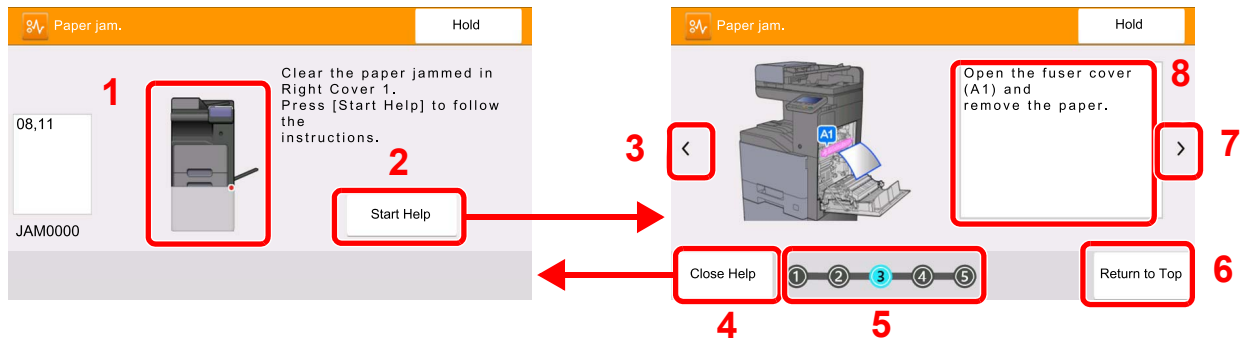 Paper jam.
Hold
1
Clear the paper jammed in
Right Cover 1.
Press [Start Help] to follow
the
instructions.
08,11
2
Start Help
JAM0000
Paper jam.
Hold
Open the fuser cover
(A1) and
remove the paper.
8
A1
3
<
>
7
Close Help
1 2 3 4 5
Return to Top
6
4
5